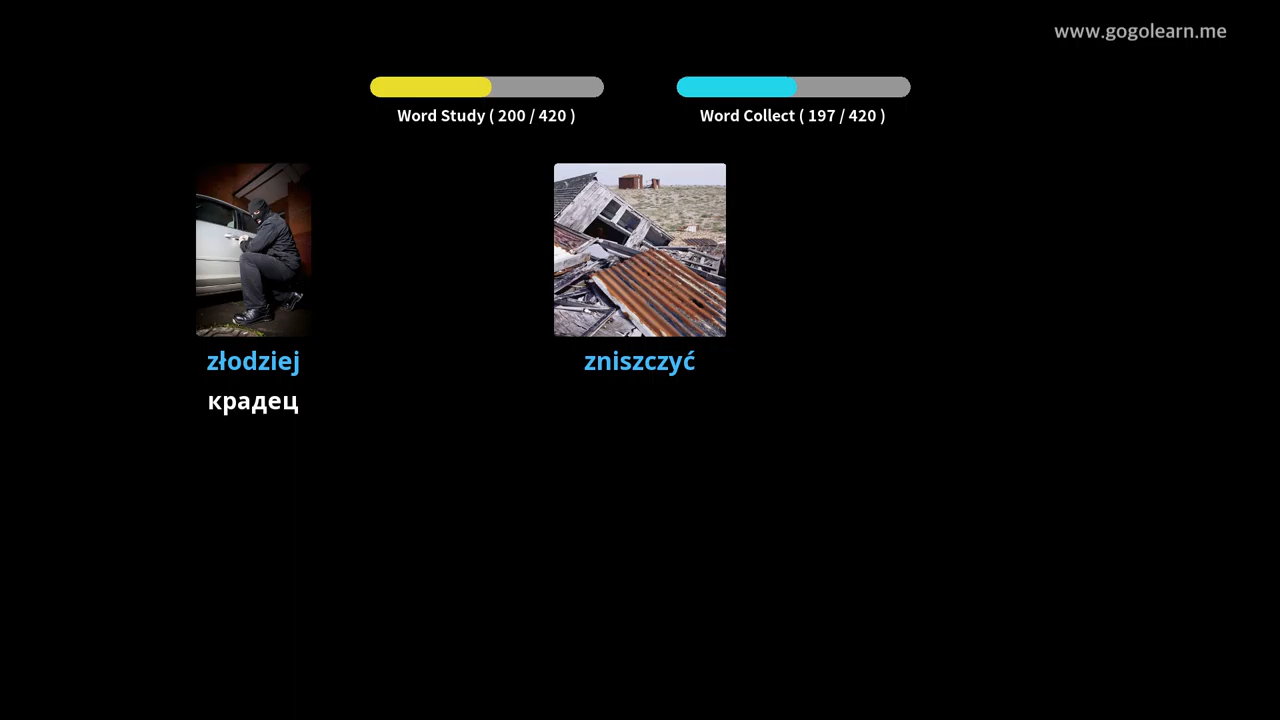 www.gogolearn.me
Word Study ( 200 / 420 )
Word Collect ( 197 / 420 )
złodziej
zniszczyć
крадец